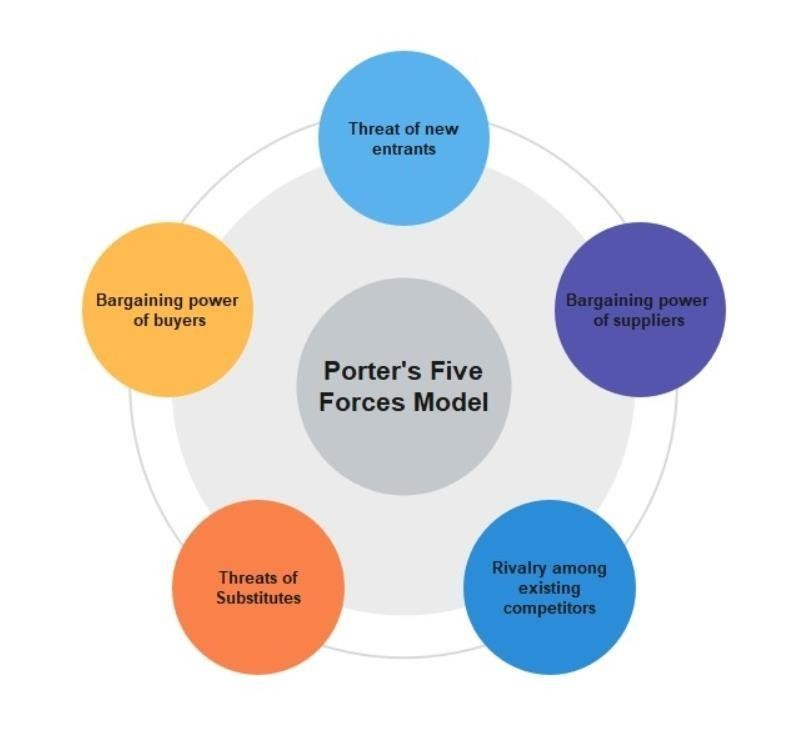 Threat of new
entrants
Bargaining power
of buyers
Bargaining power
of suppliers
Porter's Five
Forces Model
Threats of
Substitutes
Rivalry among
existing
competitors